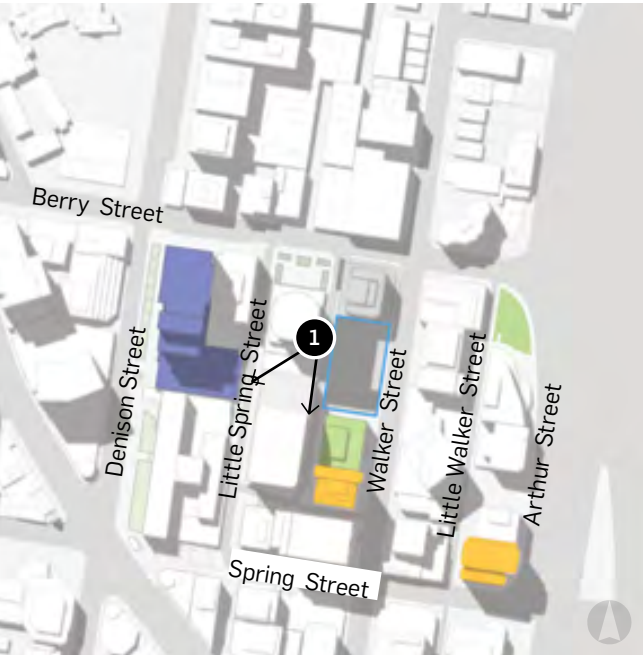 Berry Street
1
Denison Street
Little Spring Street
Walker Street
Little Walker Street
Arthur Street
Spring Street